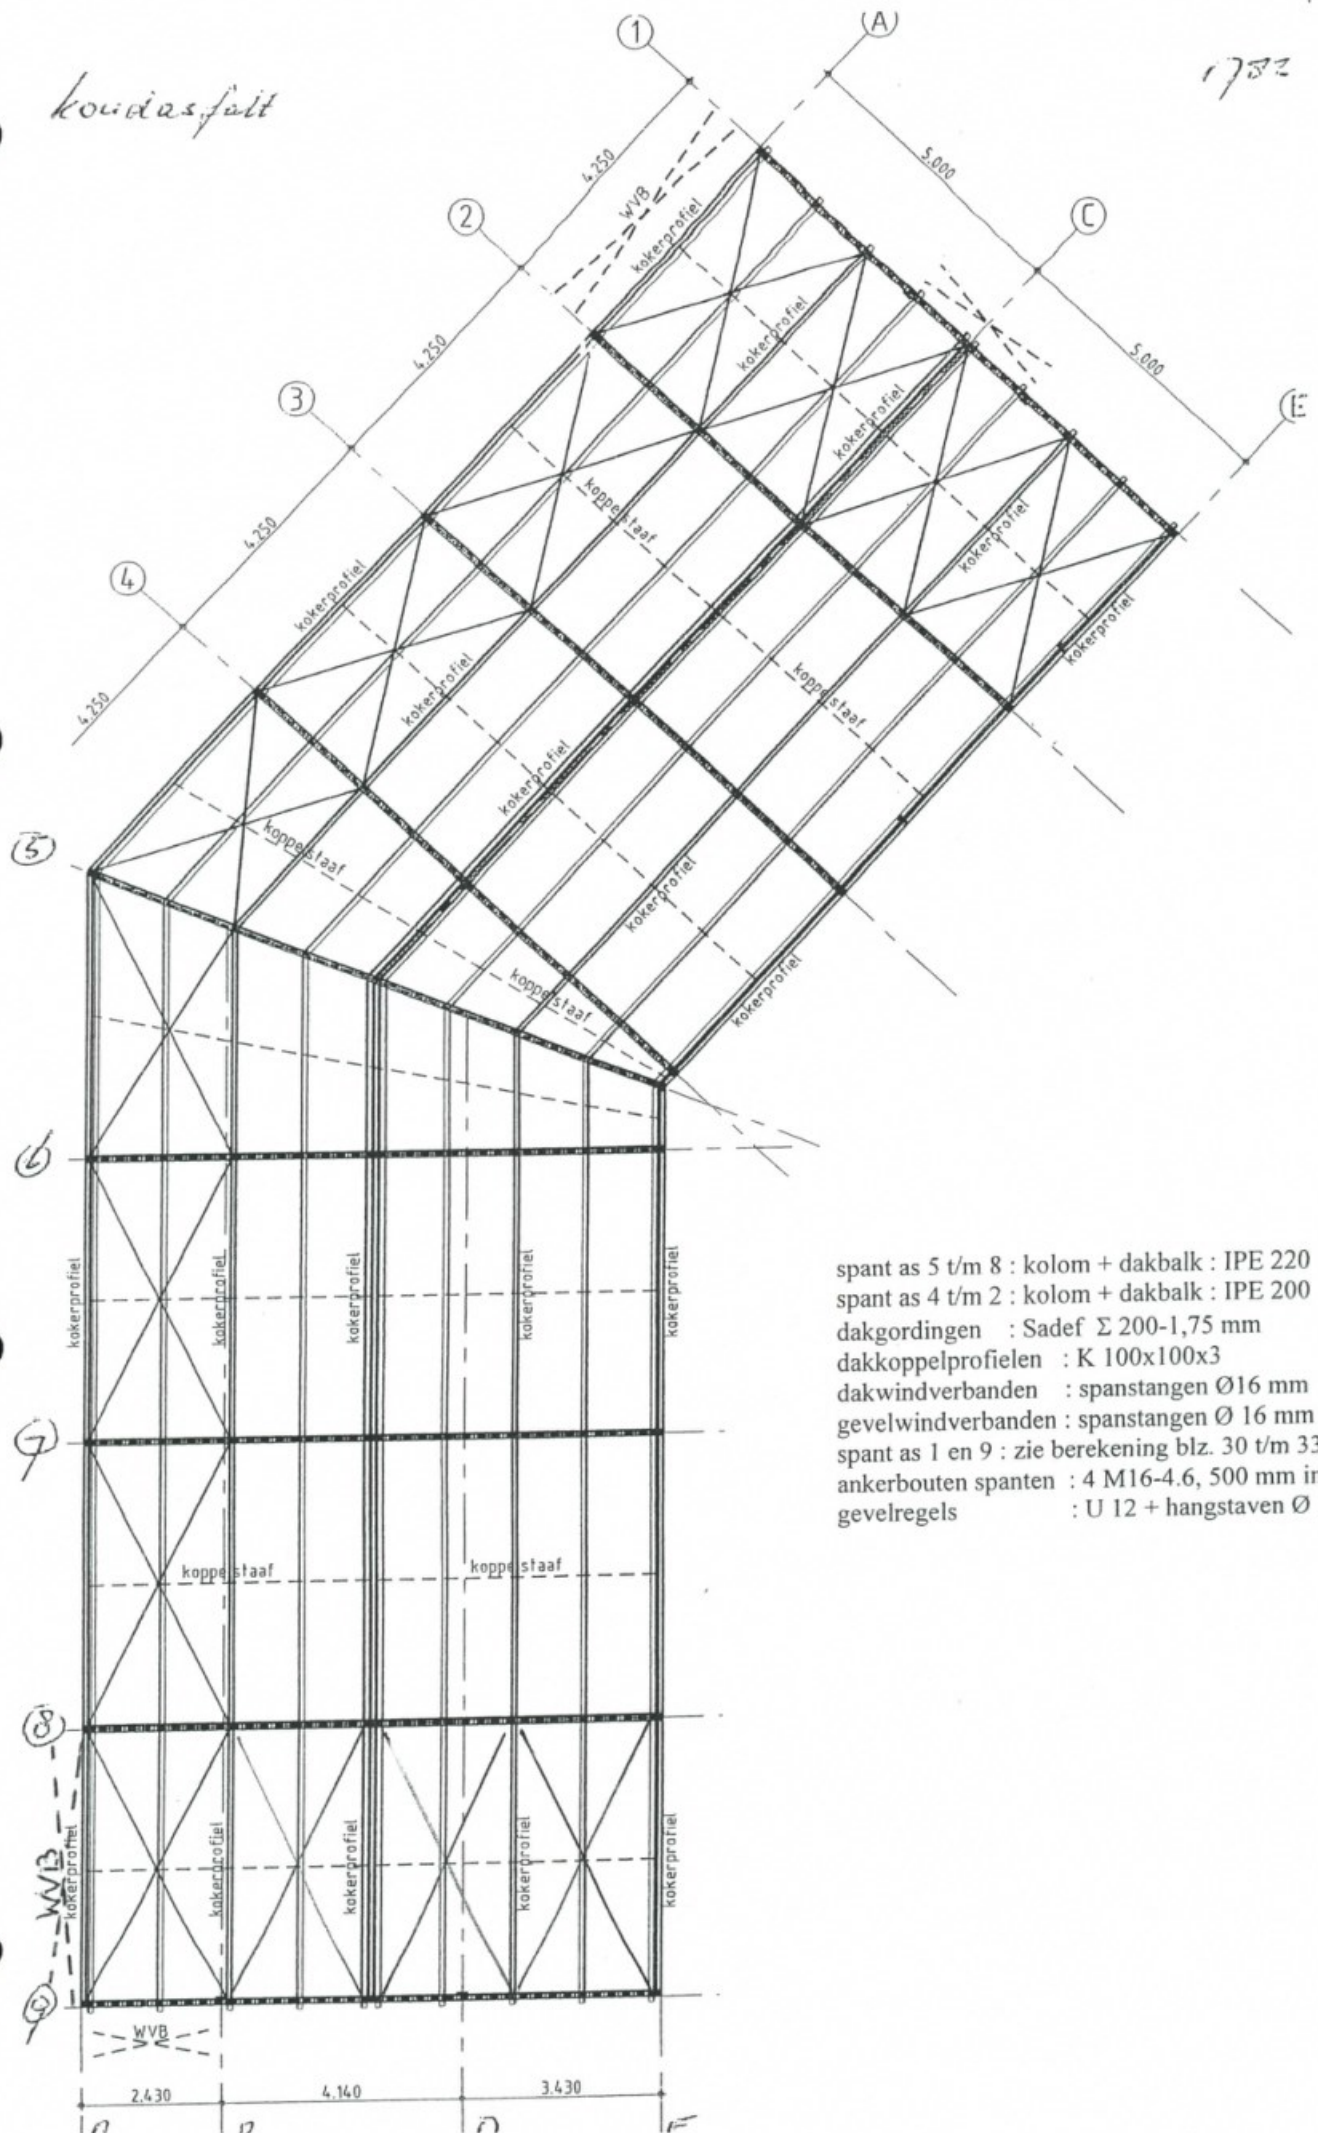 koudasfalt
1
A
4.250
WVB
5.000
2
kokerprofiel
C
4.250
kokerprofiel
5.000
3
kokerprofiel
E
4.250
koppelstaaf
kokerprofiel
4
kokerprofiel
kokerprofiel
4.250
kokerprofiel
koppelstaaf
kokerprofiel
5
koppelstaaf
kokerprofiel
koppelstaaf
kokerprofiel
6
kokerprofiel
kokerprofiel
kokerprofiel
kokerprofiel
kokerprofiel
spant as 5 t/m 8 : kolom + dakbalk : IPE 220
spant as 4 t/m 2 : kolom + dakbalk : IPE 200
dakgordingen : Sadef Σ 200-1,75 mm
dakkoppelprofielen : K 100x100x3
dakwindverbanden : spanstangen Ø16 mm
gevelwindverbanden : spanstangen Ø 16 mm
spant as 1 en 9 : zie berekening blz. 30 t/m 33
ankerbouten spanten : 4 M16-4.6, 500 mm in
gevelregels : U 12 + hangstaven Ø
7
koppelstaaf
koppelstaaf
8
WVB
kokerprofiel
kokerprofiel
kokerprofiel
kokerprofiel
kokerprofiel
9
WVB
2.430
4.140
3.430